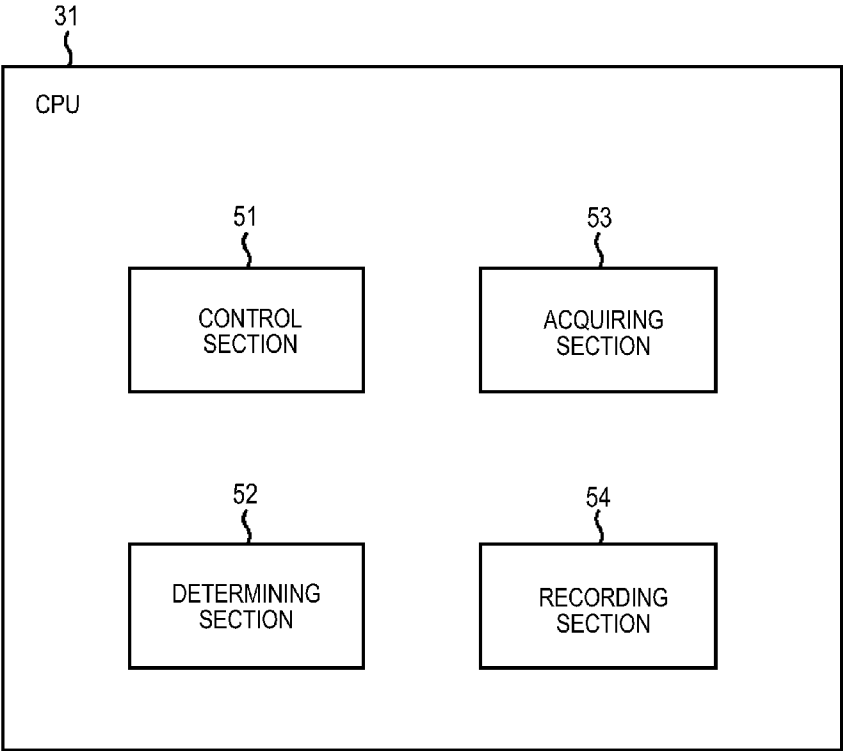 31
CPU
51
CONTROL
SECTION
53
ACQUIRING
SECTION
52
DETERMINING
SECTION
54
RECORDING
SECTION